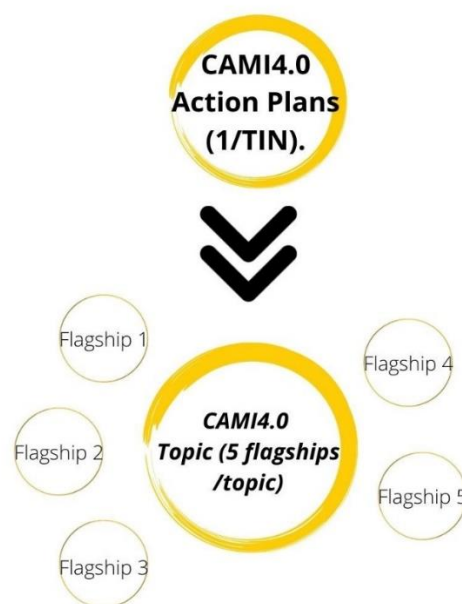 CAMI4.0
Action Plans
(1/TIN).
Flagship 1
Flagship 2
Flagship 3
CAMI4.0
Topic (5 flagships
/topic)
Flagship 4
Flagship 5